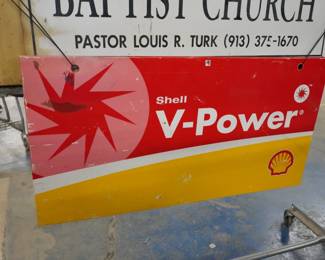 BAPTIST CHURCH
PASTOR LOUIS R. TURK (913) 375-1670
Shell
V-Power®